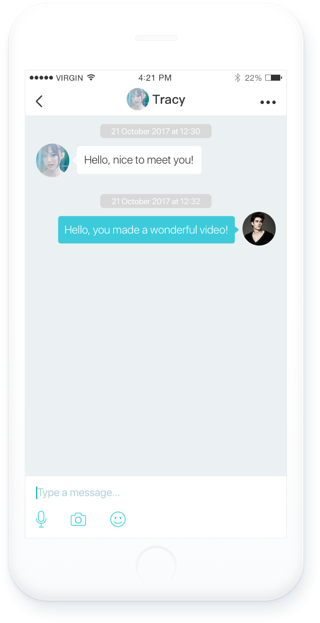 VIRGIN 4:21 PM 22%
Tracy
21 October 2017 at 12:30
Hello, nice to meet you!
21 October 2017 at 12:32
Hello, you made a wonderful video!
Type a message...